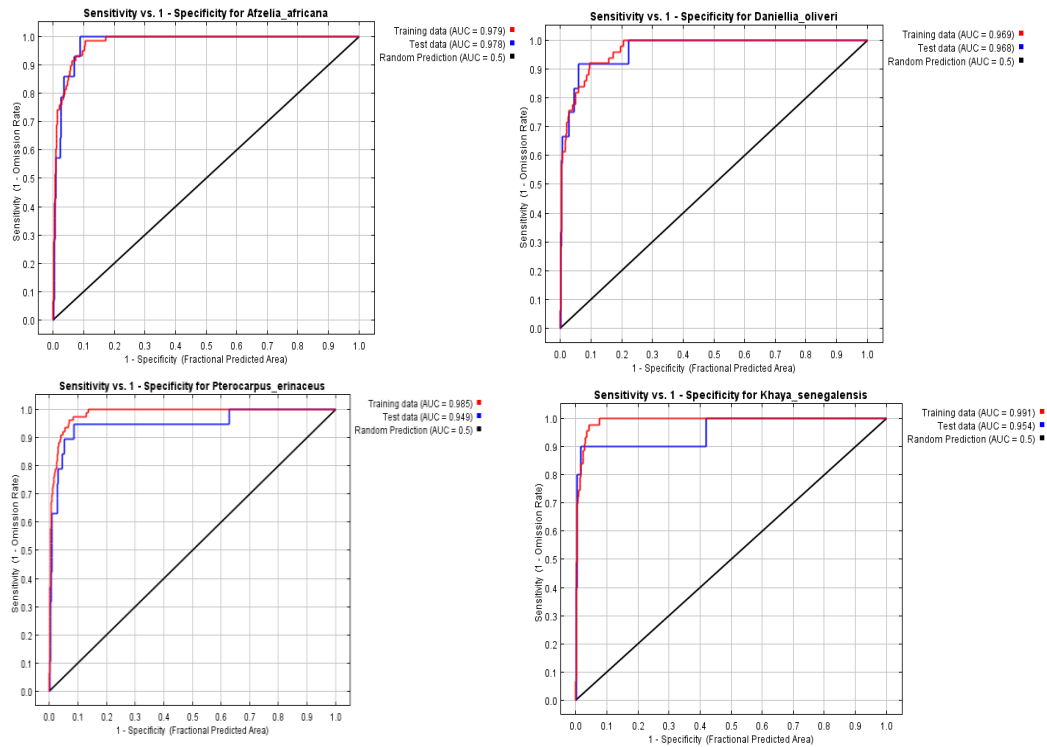 Sensitivity vs. 1 - Specificity for Afzelia_africana
Training data (AUC = 0.979)
Test data (AUC = 0.978)
Random Prediction (AUC = 0.5)
Sensitivity (1 - Omission Rate)
1.0
0.9
0.8
0.7
0.6
0.5
0.4
0.3
0.2
0.1
0.0
0.0 0.1 0.2 0.3 0.4 0.5 0.6 0.7 0.8 0.9 1.0
1 - Specificity (Fractional Predicted Area)
Sensitivity vs. 1 - Specificity for Daniellia_oliveri
Training data (AUC = 0.969)
Test data (AUC = 0.968)
Random Prediction (AUC = 0.5)
Sensitivity (1 - Omission Rate)
1.0
0.9
0.8
0.7
0.6
0.5
0.4
0.3
0.2
0.1
0.0
0.0 0.1 0.2 0.3 0.4 0.5 0.6 0.7 0.8 0.9 1.0
1 - Specificity (Fractional Predicted Area)
Sensitivity vs. 1 - Specificity for Pterocarpus_erinaceus
Training data (AUC = 0.985)
Test data (AUC = 0.949)
Random Prediction (AUC = 0.5)
Sensitivity (1 - Omission Rate)
1.0
0.9
0.8
0.7
0.6
0.5
0.4
0.3
0.2
0.1
0.0
0.0 0.1 0.2 0.3 0.4 0.5 0.6 0.7 0.8 0.9 1.0
1 - Specificity (Fractional Predicted Area)
Sensitivity vs. 1 - Specificity for Khaya_senegalensis
Training data (AUC = 0.991)
Test data (AUC = 0.954)
Random Prediction (AUC = 0.5)
Sensitivity (1 - Omission Rate)
1.0
0.9
0.8
0.7
0.6
0.5
0.4
0.3
0.2
0.1
0.0
0.0 0.1 0.2 0.3 0.4 0.5 0.6 0.7 0.8 0.9 1.0
1 - Specificity (Fractional Predicted Area)